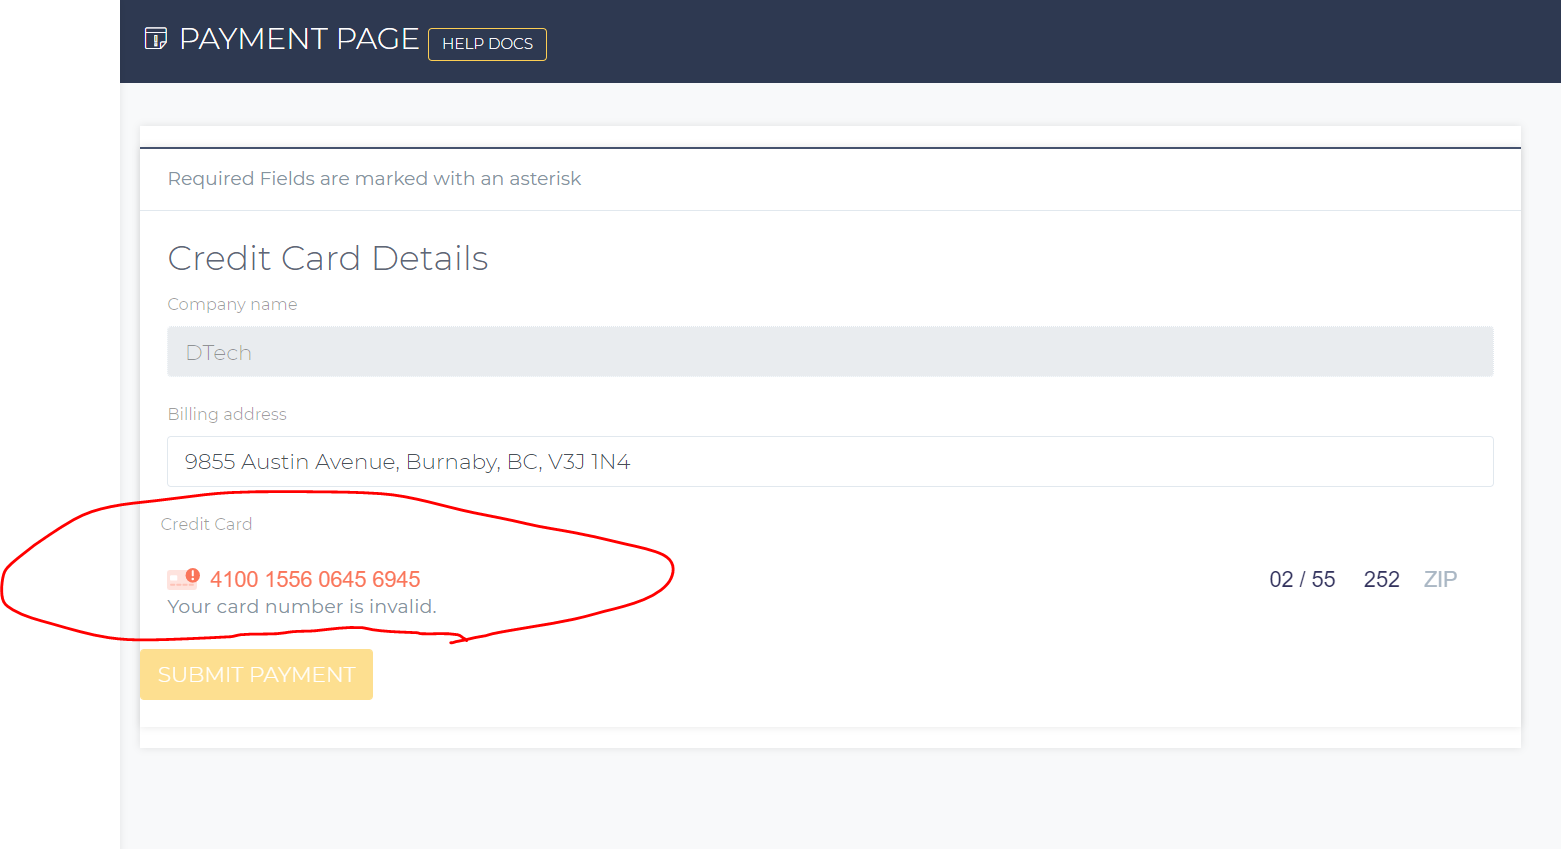 PAYMENT PAGE HELP DOCS
Required Fields are marked with an asterisk
Credit Card Details
Company name
DTech
Billing address
9855 Austin Avenue, Burnaby, BC, V3J 1N4
Credit Card
4100 1556 0645 6945 02 / 55 252 ZIP
Your card number is invalid.
SUBMIT PAYMENT